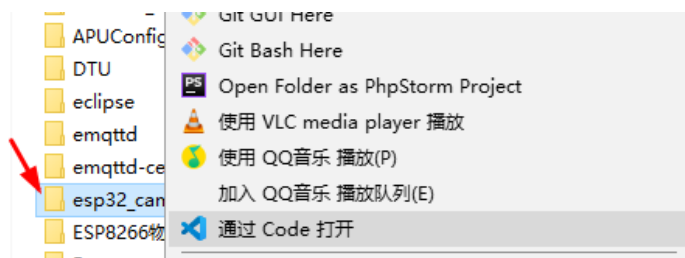 APUConfig
DTU
eclipse
emqttd
emqttd-ce
esp32_can
ESP8266物
Git GUI Here
Git Bash Here
Open Folder as PhpStorm Project
使用 VLC media player 播放
使用 QQ音乐 播放(P)
加入 QQ音乐 播放队列(E)
通过 Code 打开